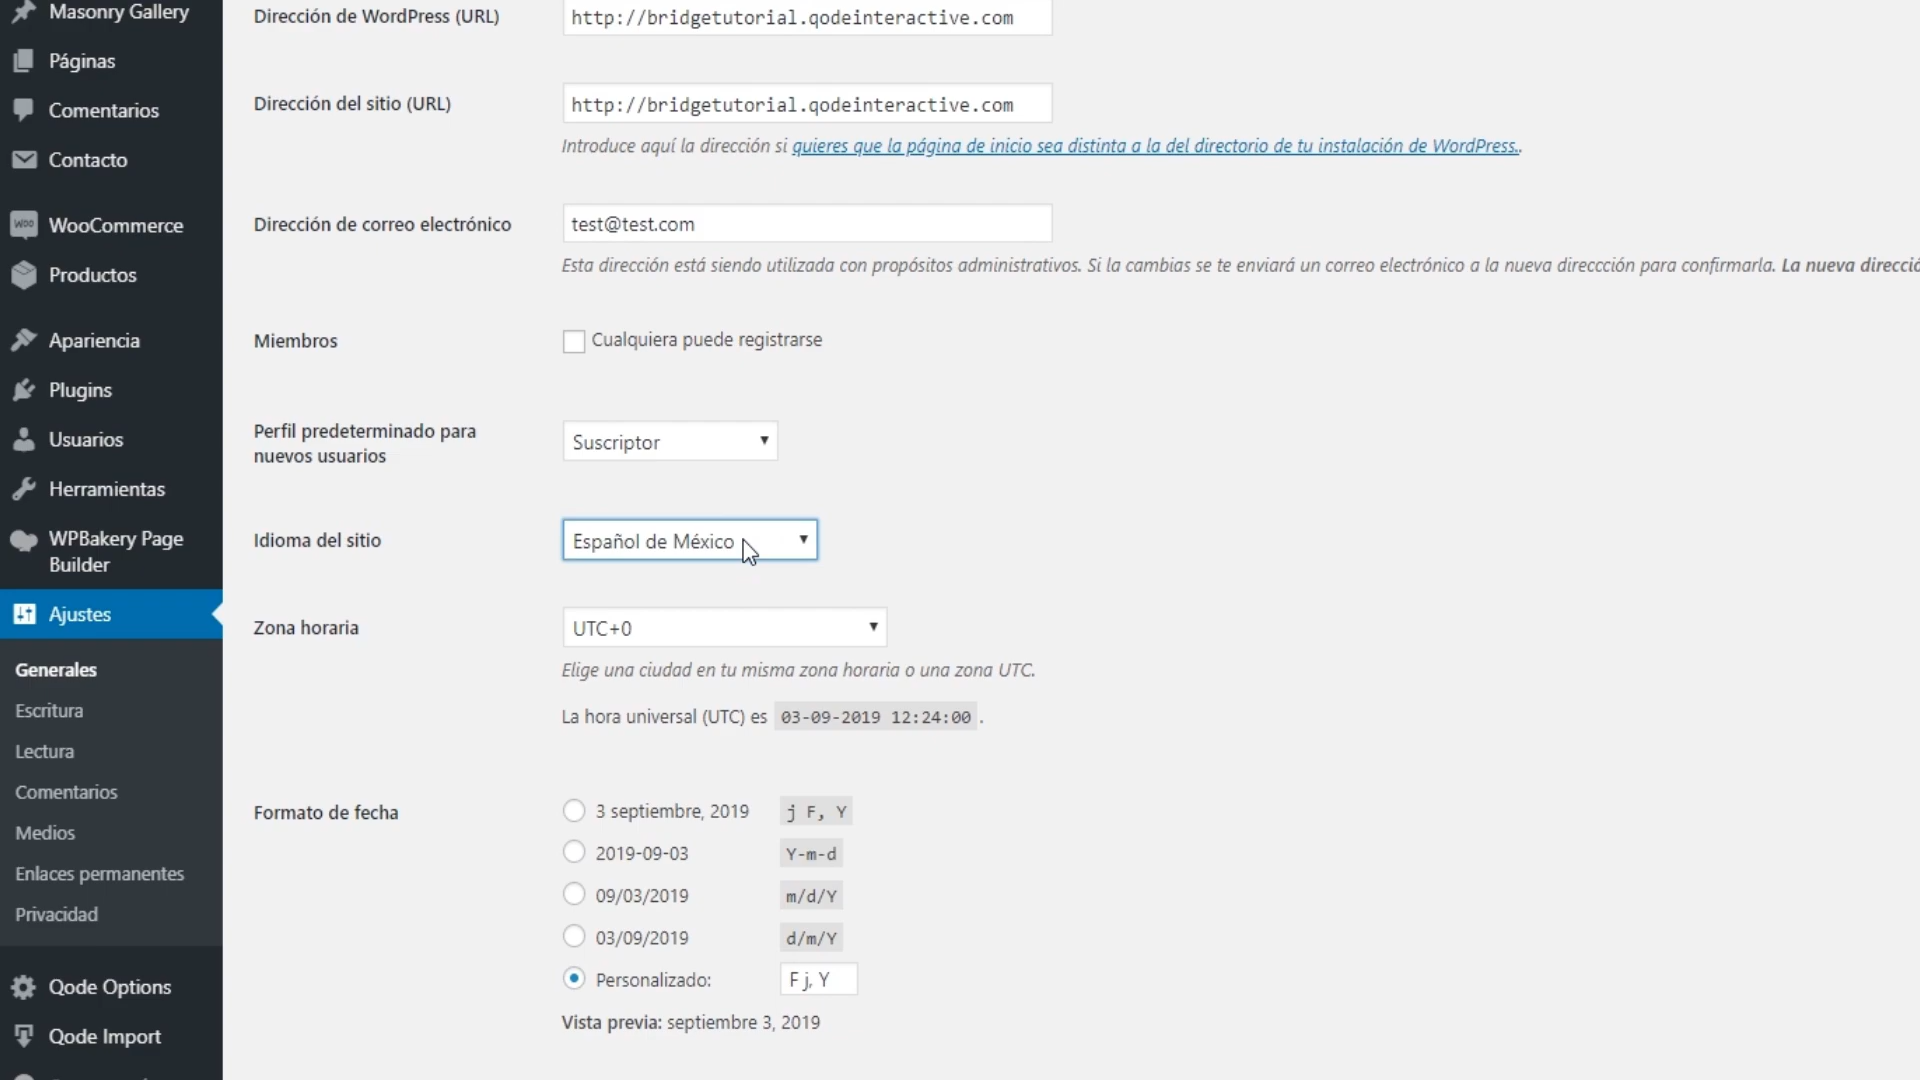 Masonry Gallery
Páginas
Comentarios
Contacto
WOO WooCommerce
Productos
Apariencia
Plugins
Usuarios
Herramientas
WPBakery Page
Builder
Ajustes
Generales
Escritura
Lectura
Comentarios
Medios
Enlaces permanentes
Privacidad
Qode Options
Qode Import
Dirección de WordPress (URL) http://bridgetutorial.qodeinteractive.com
Dirección del sitio (URL) http://bridgetutorial.qodeinteractive.com
Introduce aquí la dirección si quieres que la página de inicio sea distinta a la del directorio de tu instalación de WordPress..
Dirección de correo electrónico test@test.com
Esta dirección está siendo utilizada con propósitos administrativos. Si la cambias se te enviará un correo electrónico a la nueva direccción para confirmarla. La nueva direcció
Miembros Cualquiera puede registrarse
Perfil predeterminado para
nuevos usuarios
Suscriptor
Idioma del sitio Español de México
Zona horaria UTC+0
Elige una ciudad en tu misma zona horaria o una zona UTC.
La hora universal (UTC) es 03-09-2019 12:24:00 .
Formato de fecha 3 septiembre, 2019 j F, Y
2019-09-03 Y-m-d
09/03/2019 m/d/Y
03/09/2019 d/m/Y
Personalizado: F j, Y
Vista previa: septiembre 3, 2019